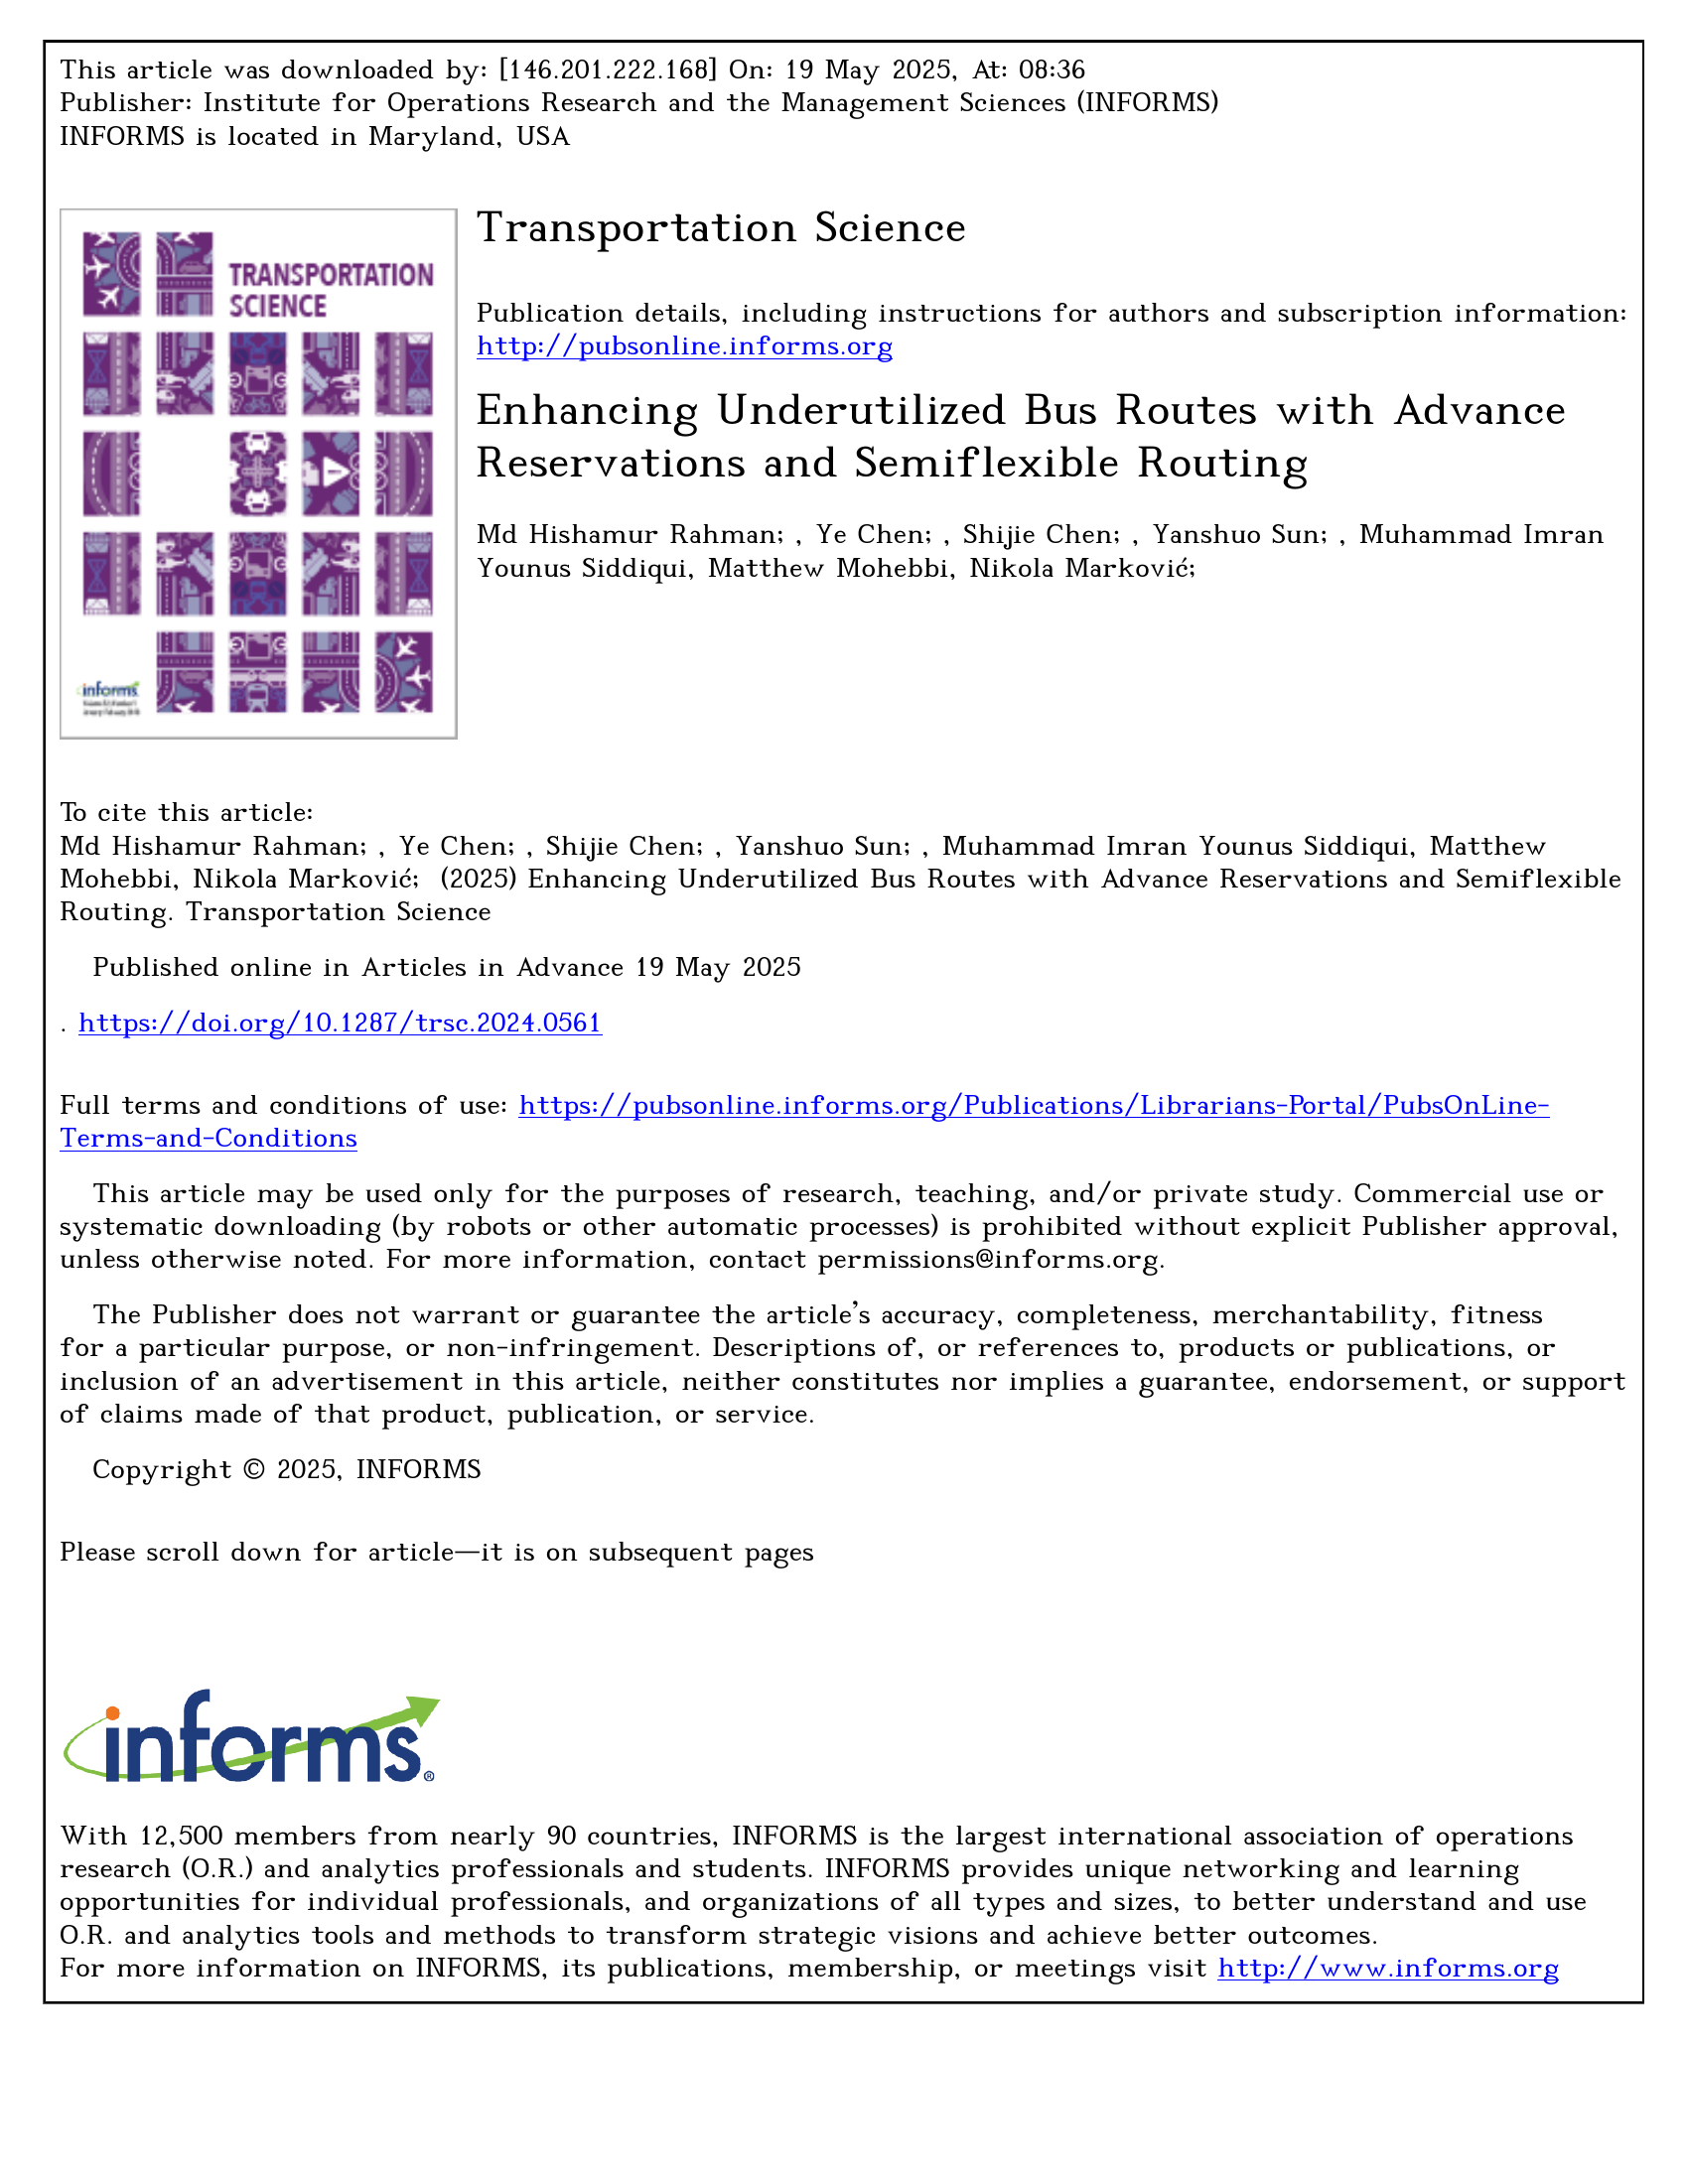 This article was downloaded by: [146.201.222.168] On: 19 May 2025, At: 08:36
Publisher: Institute for Operations Research and the Management Sciences (INFORMS)
INFORMS is located in Maryland, USA
TRANSPORTATION
SCIENCE
informs
Transportation Science
Publication details, including instructions for authors and subscription information:
http://pubsonline.informs.org
Enhancing Underutilized Bus Routes with Advance
Reservations and Semiflexible Routing
Md Hishamur Rahman; , Ye Chen; , Shijie Chen; , Yanshuo Sun; , Muhammad Imran
Younus Siddiqui, Matthew Mohebbi, Nikola Marković;
To cite this article:
Md Hishamur Rahman; , Ye Chen; , Shijie Chen; , Yanshuo Sun; , Muhammad Imran Younus Siddiqui, Matthew
Mohebbi, Nikola Marković;  (2025) Enhancing Underutilized Bus Routes with Advance Reservations and Semiflexible
Routing. Transportation Science
Published online in Articles in Advance 19 May 2025
. https://doi.org/10.1287/trsc.2024.0561
Full terms and conditions of use: https://pubsonline.informs.org/Publications/Librarians-Portal/PubsOnLine-
Terms-and-Conditions
This article may be used only for the purposes of research, teaching, and/or private study. Commercial use or
systematic downloading (by robots or other automatic processes) is prohibited without explicit Publisher approval,
unless otherwise noted. For more information, contact permissions@informs.org.
The Publisher does not warrant or guarantee the article’s accuracy, completeness, merchantability, fitness
for a particular purpose, or non-infringement. Descriptions of, or references to, products or publications, or
inclusion of an advertisement in this article, neither constitutes nor implies a guarantee, endorsement, or support
of claims made of that product, publication, or service.
Copyright © 2025, INFORMS
Please scroll down for article—it is on subsequent pages
informs®
With 12,500 members from nearly 90 countries, INFORMS is the largest international association of operations
research (O.R.) and analytics professionals and students. INFORMS provides unique networking and learning
opportunities for individual professionals, and organizations of all types and sizes, to better understand and use
O.R. and analytics tools and methods to transform strategic visions and achieve better outcomes.
For more information on INFORMS, its publications, membership, or meetings visit http://www.informs.org